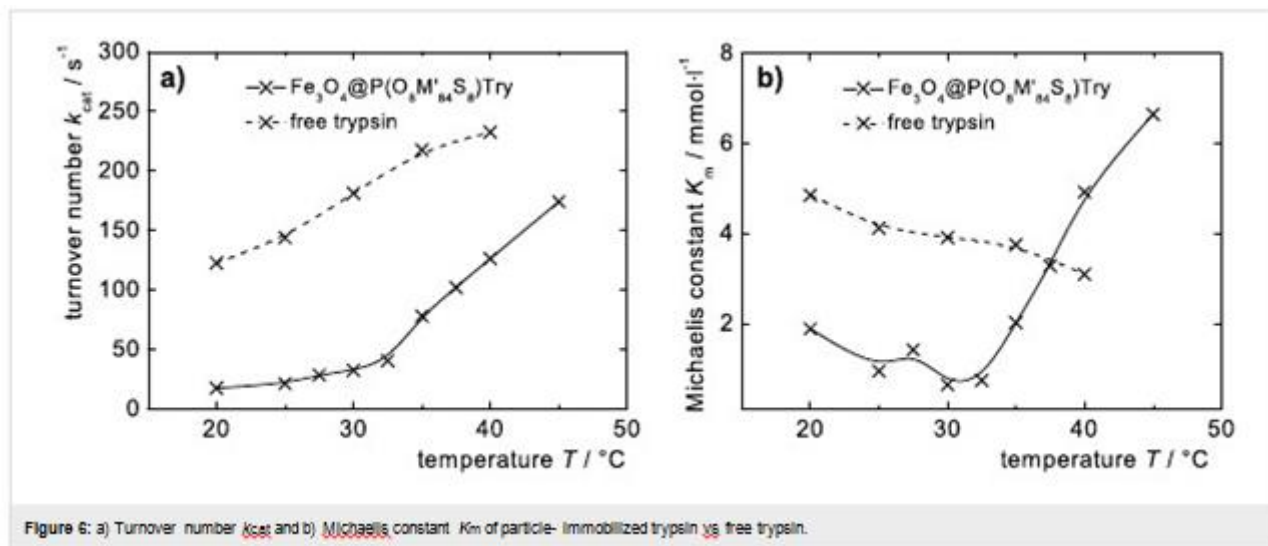 300
250
200
150
100
50
0
turnover number k_cat / s⁻¹
a)
Fe₃O₄@P(O₈M'₈₄S₈)Try
free trypsin
20 30 40 50
temperature T / °C
8
6
4
2
Michaelis constant K_m / mmol·l⁻¹
b)
Fe₃O₄@P(O₈M'₈₄S₈)Try
free trypsin
20 30 40 50
temperature T / °C
Figure 6: a) Turnover number kcat and b) Michaelis constant Km of particle- immobilized trypsin vs free trypsin.